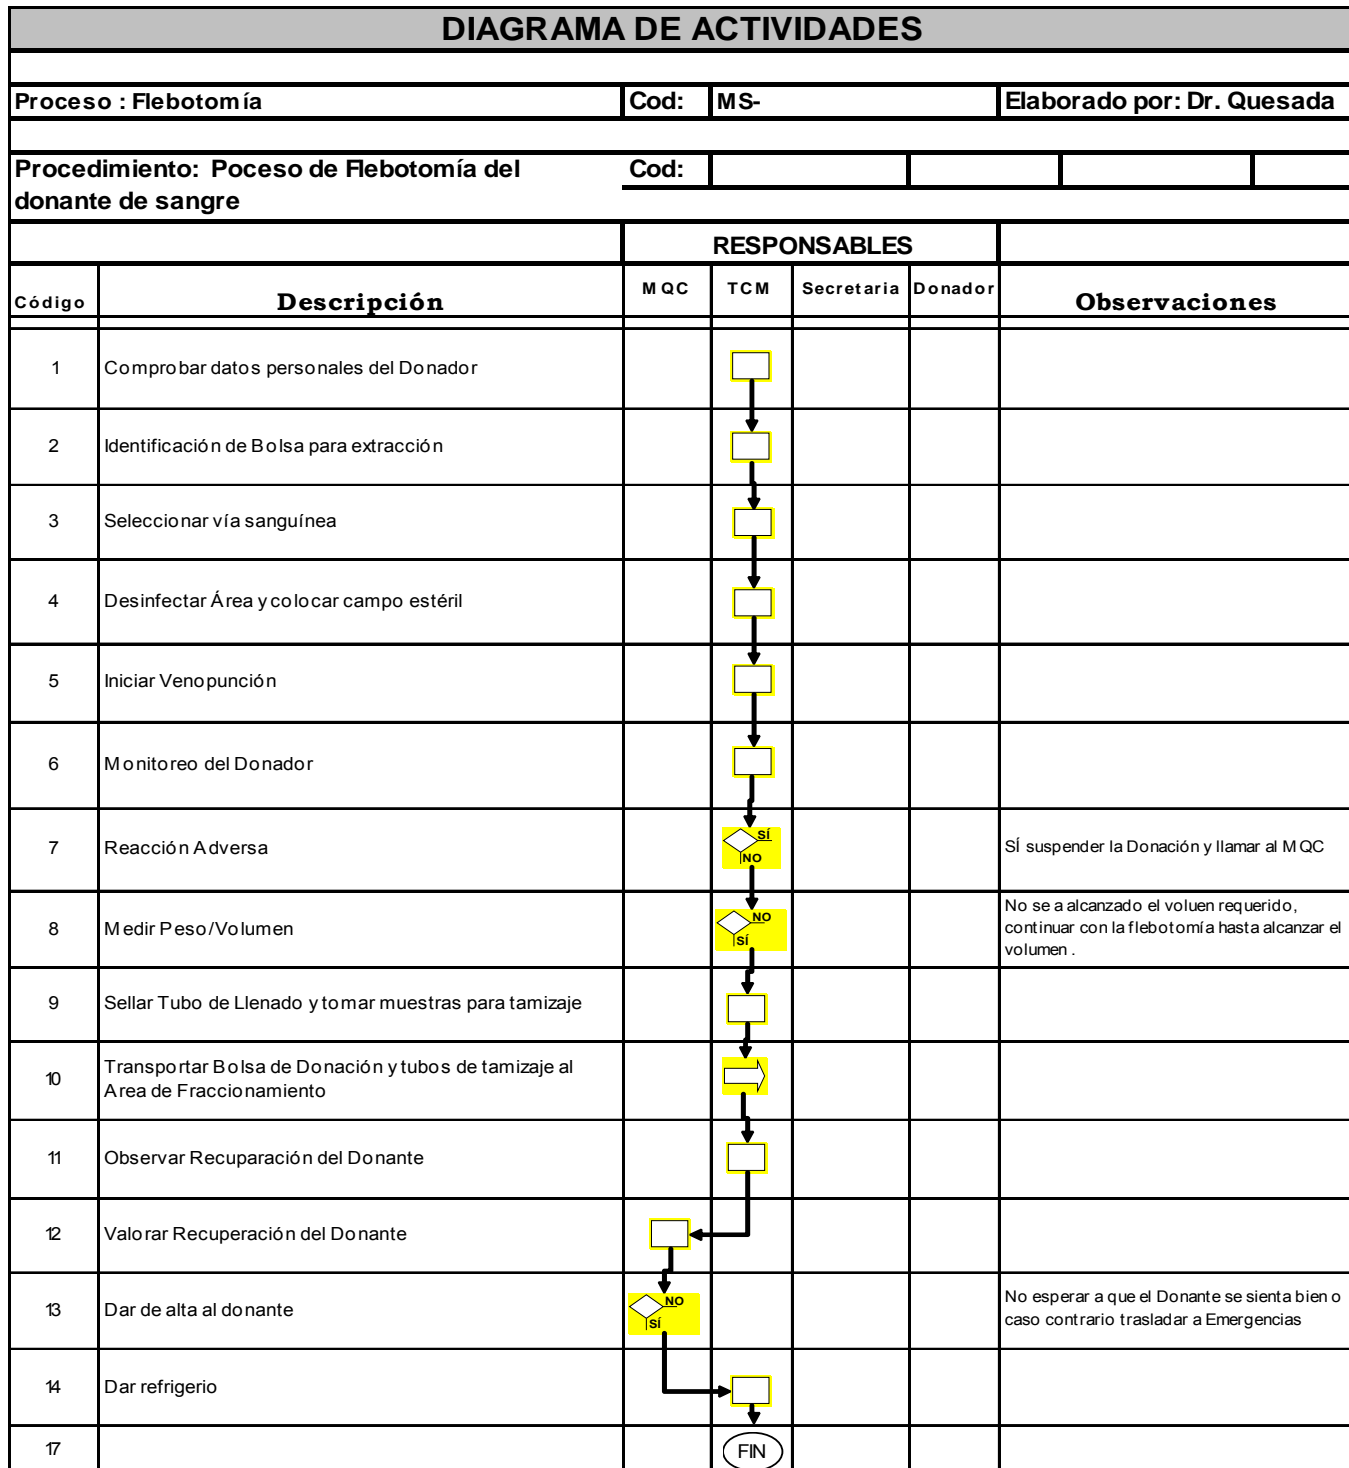 DIAGRAMA DE ACTIVIDADES
Proceso : Flebotomía Cod: MS- Elaborado por: Dr. Quesada
Procedimiento: Poceso de Flebotomía del Cod:
donante de sangre
RESPONSABLES
Código Descripción MQC TCM Secretaria Donador Observaciones
1 Comprobar datos personales del Donador
2 Identificación de Bolsa para extracción
3 Seleccionar vía sanguínea
4 Desinfectar Área y colocar campo estéril
5 Iniciar Venopunción
6 Monitoreo del Donador
7 Reacción Adversa SÍ NO SÍ suspender la Donación y llamar al MQC
8 Medir Peso/Volumen NO SÍ No se a alcanzado el voluen requerido,
continuar con la flebotomía hasta alcanzar el
volumen .
9 Sellar Tubo de Llenado y tomar muestras para tamizaje
10 Transportar Bolsa de Donación y tubos de tamizaje al
Area de Fraccionamiento
11 Observar Recuparación del Donante
12 Valorar Recuperación del Donante
13 Dar de alta al donante NO SÍ No esperar a que el Donante se sienta bien o
caso contrario trasladar a Emergencias
14 Dar refrigerio
17 FIN